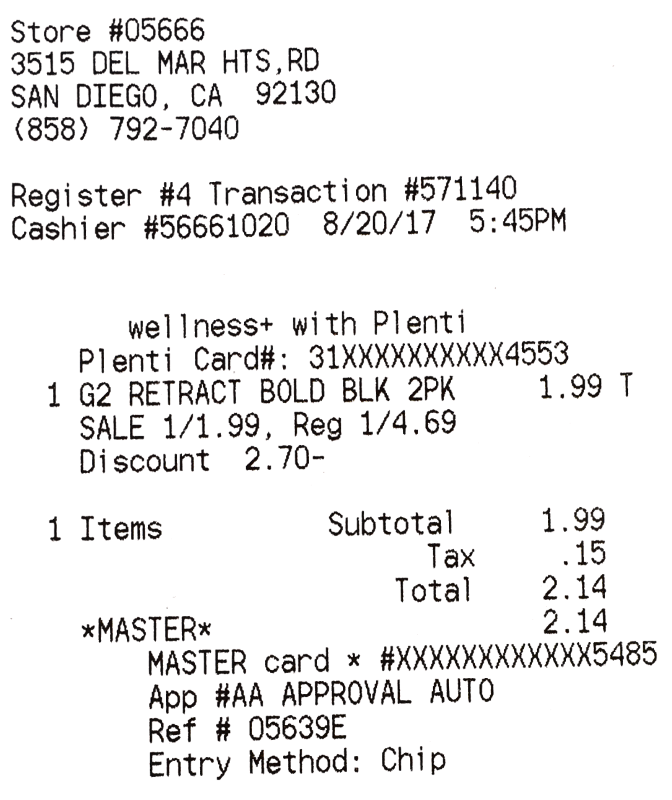 Store #05666
3515 DEL MAR HTS,RD
SAN DIEGO, CA 92130
(858) 792-7040
Register #4 Transaction #571140
Cashier #56661020 8/20/17 5:45PM
wellness+ with Plenti
Plenti Card#: 31XXXXXXXXXX4553
1 G2 RETRACT BOLD BLK 2PK 1.99 T
SALE 1/1.99, Reg 1/4.69
Discount 2.70-
1 Items Subtotal 1.99
Tax .15
Total 2.14
*MASTER* 2.14
MASTER card * #XXXXXXXXXXXX5485
App #AA APPROVAL AUTO
Ref # 05639E
Entry Method: Chip